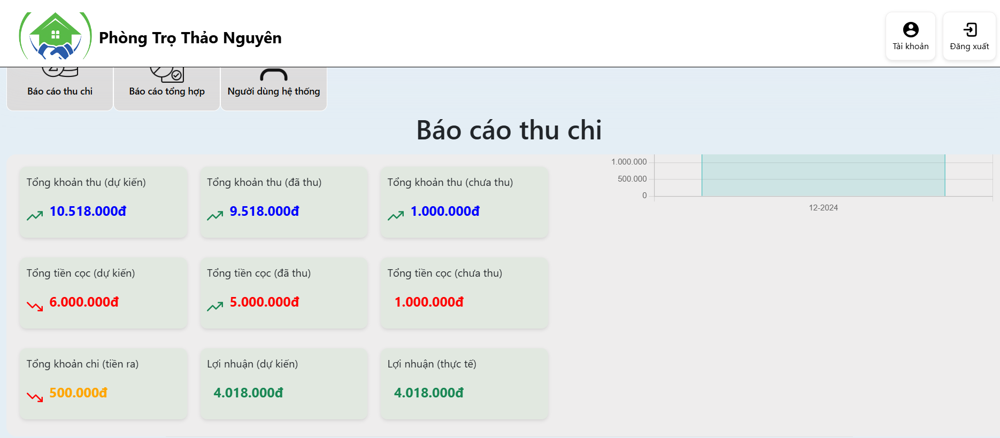 Phòng Trọ Thảo Nguyên
Tài khoản
Đăng xuất
Báo cáo thu chi
Báo cáo tổng hợp
Người dùng hệ thống
Báo cáo thu chi
Tổng khoản thu (dự kiến)
10.518.000đ
Tổng khoản thu (đã thu)
9.518.000đ
Tổng khoản thu (chưa thu)
1.000.000đ
Tổng tiền cọc (dự kiến)
6.000.000đ
Tổng tiền cọc (đã thu)
5.000.000đ
Tổng tiền cọc (chưa thu)
1.000.000đ
Tổng khoản chi (tiền ra)
500.000đ
Lợi nhuận (dự kiến)
4.018.000đ
Lợi nhuận (thực tế)
4.018.000đ
1.000.000
500.000
0
12-2024